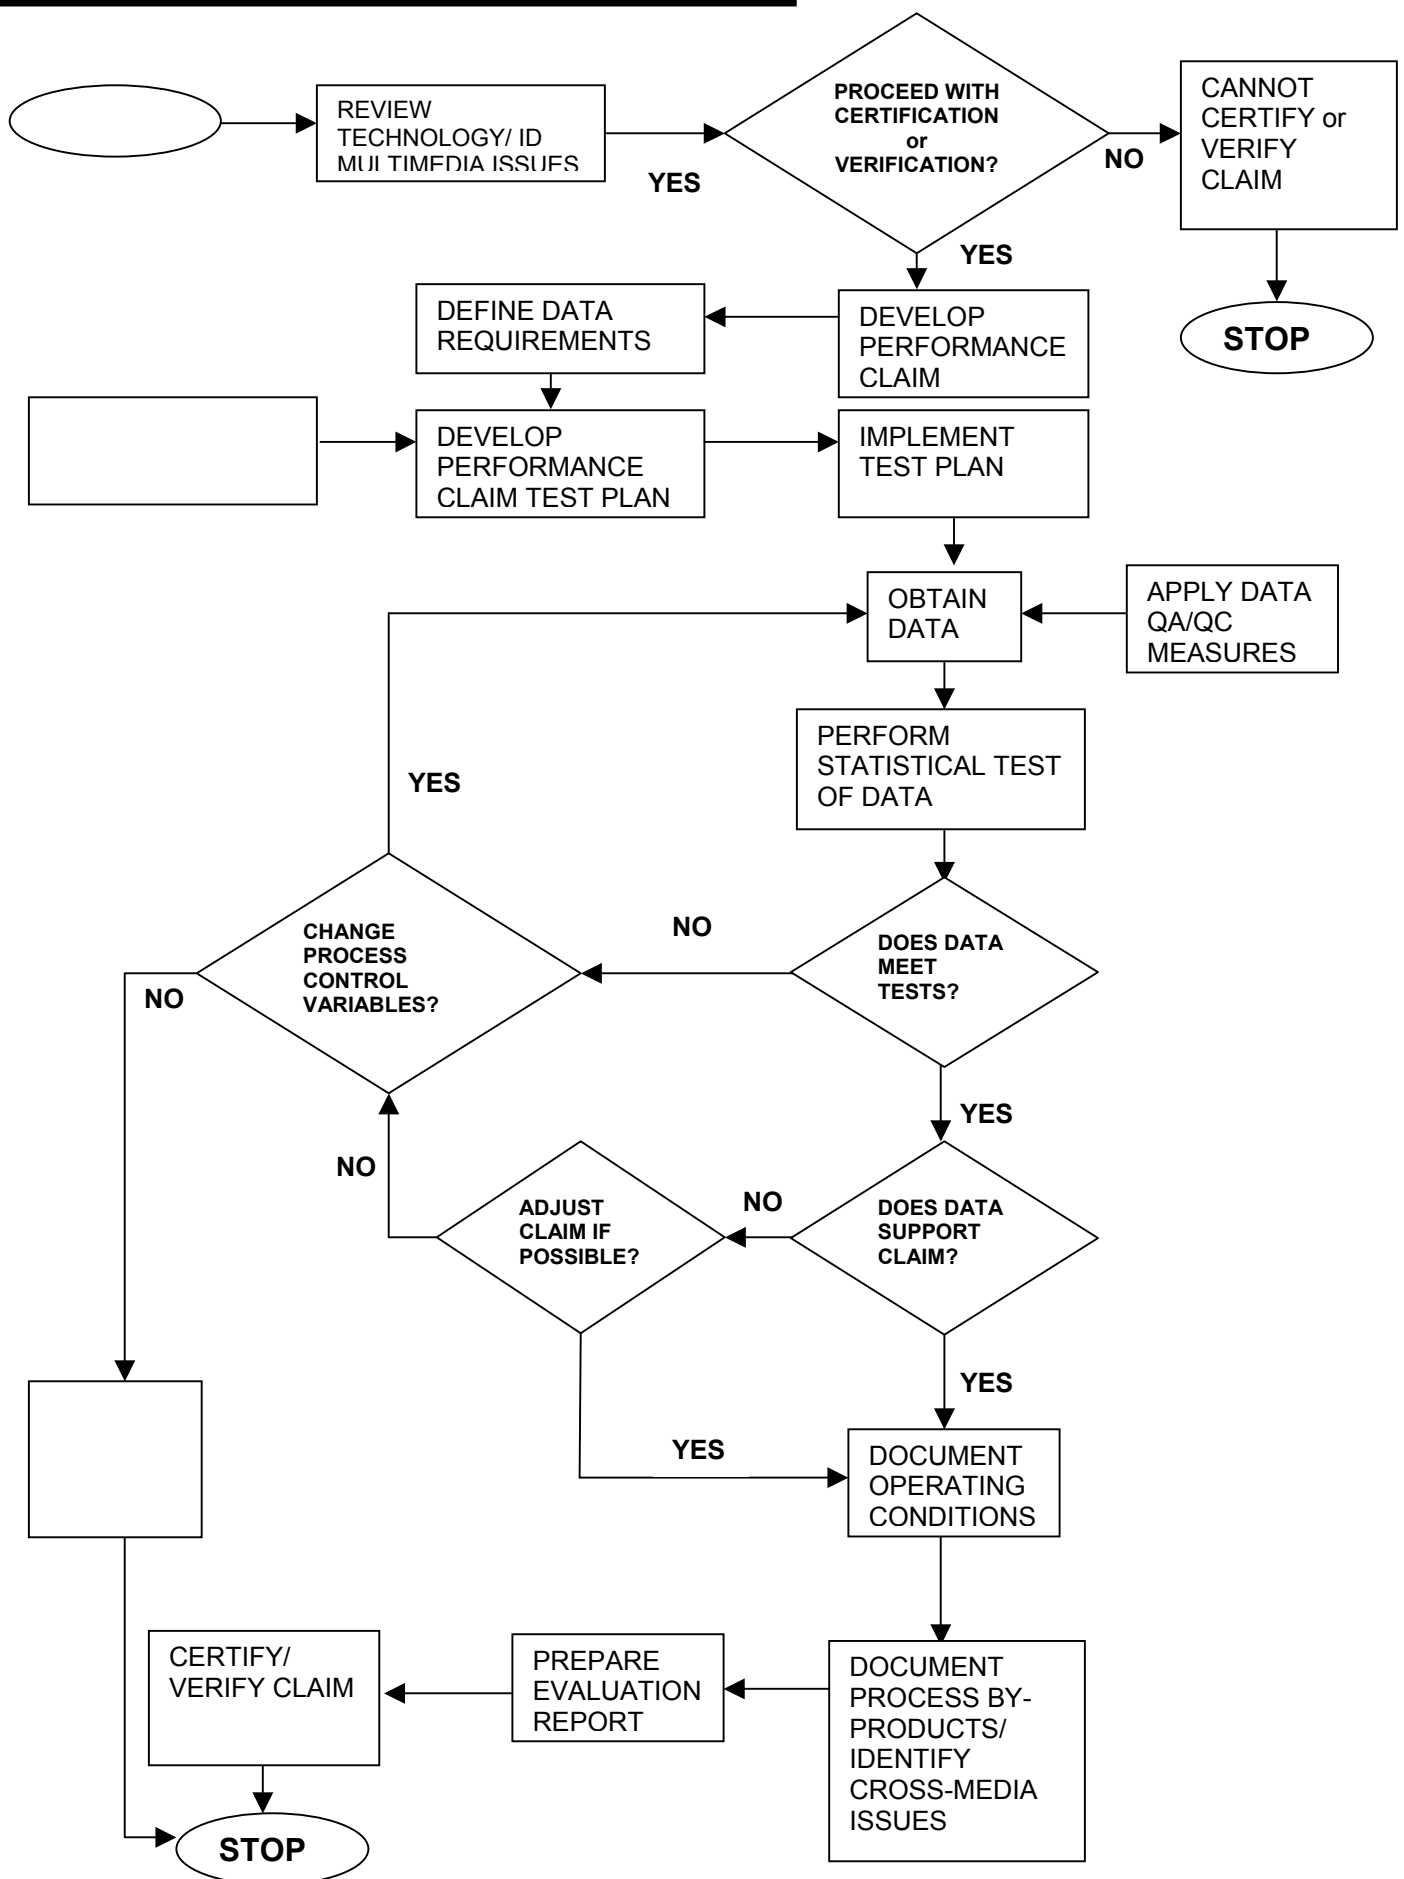 REVIEW
TECHNOLOGY/ ID
MULTIMEDIA ISSUES
YES
PROCEED WITH
CERTIFICATION
or
VERIFICATION?
NO
CANNOT
CERTIFY or
VERIFY
CLAIM
YES
STOP
DEFINE DATA
REQUIREMENTS
DEVELOP
PERFORMANCE
CLAIM
DEVELOP
PERFORMANCE
CLAIM TEST PLAN
IMPLEMENT
TEST PLAN
OBTAIN
DATA
APPLY DATA
QA/QC
MEASURES
PERFORM
STATISTICAL TEST
OF DATA
YES
CHANGE
PROCESS
CONTROL
VARIABLES?
NO
NO
DOES DATA
MEET
TESTS?
YES
NO
ADJUST
CLAIM IF
POSSIBLE?
NO
DOES DATA
SUPPORT
CLAIM?
YES
YES
DOCUMENT
OPERATING
CONDITIONS
CERTIFY/
VERIFY CLAIM
PREPARE
EVALUATION
REPORT
DOCUMENT
PROCESS BY-
PRODUCTS/
IDENTIFY
CROSS-MEDIA
ISSUES
STOP